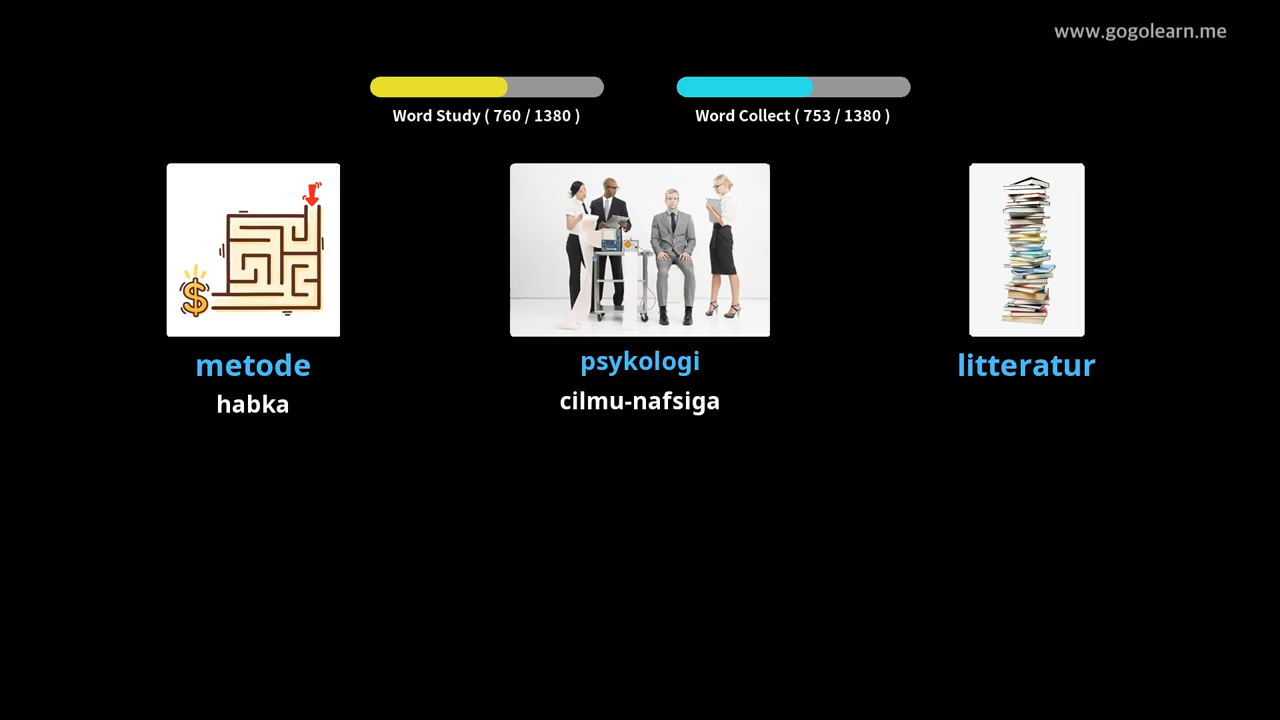 www.gogolearn.me
Word Study ( 760 / 1380 )
Word Collect ( 753 / 1380 )
metode
habka
psykologi
cilmu-nafsiga
litteratur